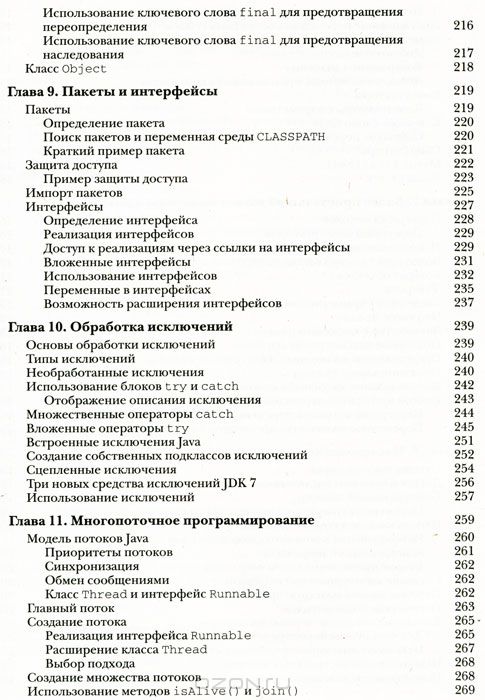 Использование ключевого слова final для предотвращения
переопределения 216
Использование ключевого слова final для предотвращения
наследования 217
Класс Object 218
Глава 9. Пакеты и интерфейсы 219
Пакеты 219
Определение пакета 220
Поиск пакетов и переменная среды CLASSPATH 220
Краткий пример пакета 221
Защита доступа 222
Пример защиты доступа 223
Импорт пакетов 225
Интерфейсы 227
Определение интерфейса 228
Реализация интерфейсов 229
Доступ к реализациям через ссылки на интерфейсы 229
Вложенные интерфейсы 231
Использование интерфейсов 232
Переменные в интерфейсах 235
Возможность расширения интерфейсов 237
Глава 10. Обработка исключений 239
Основы обработки исключений 239
Типы исключений 240
Необработанные исключения 240
Использование блоков try и catch 242
Отображение описания исключения 243
Множественные операторы catch 244
Вложенные операторы try 245
Встроенные исключения Java 251
Создание собственных подклассов исключений 252
Сцепленные исключения 254
Три новых средства исключений JDK 7 256
Использование исключений 257
Глава 11. Многопоточное программирование 259
Модель потоков Java 260
Приоритеты потоков 261
Синхронизация 262
Обмен сообщениями 262
Класс Thread и интерфейс Runnable 262
Главный поток 263
Создание потока 265
Реализация интерфейса Runnable 265
Расширение класса Thread 267
Выбор подхода 268
Создание множества потоков 268
Использование методов isAlive() и join() 269
ozon.ru